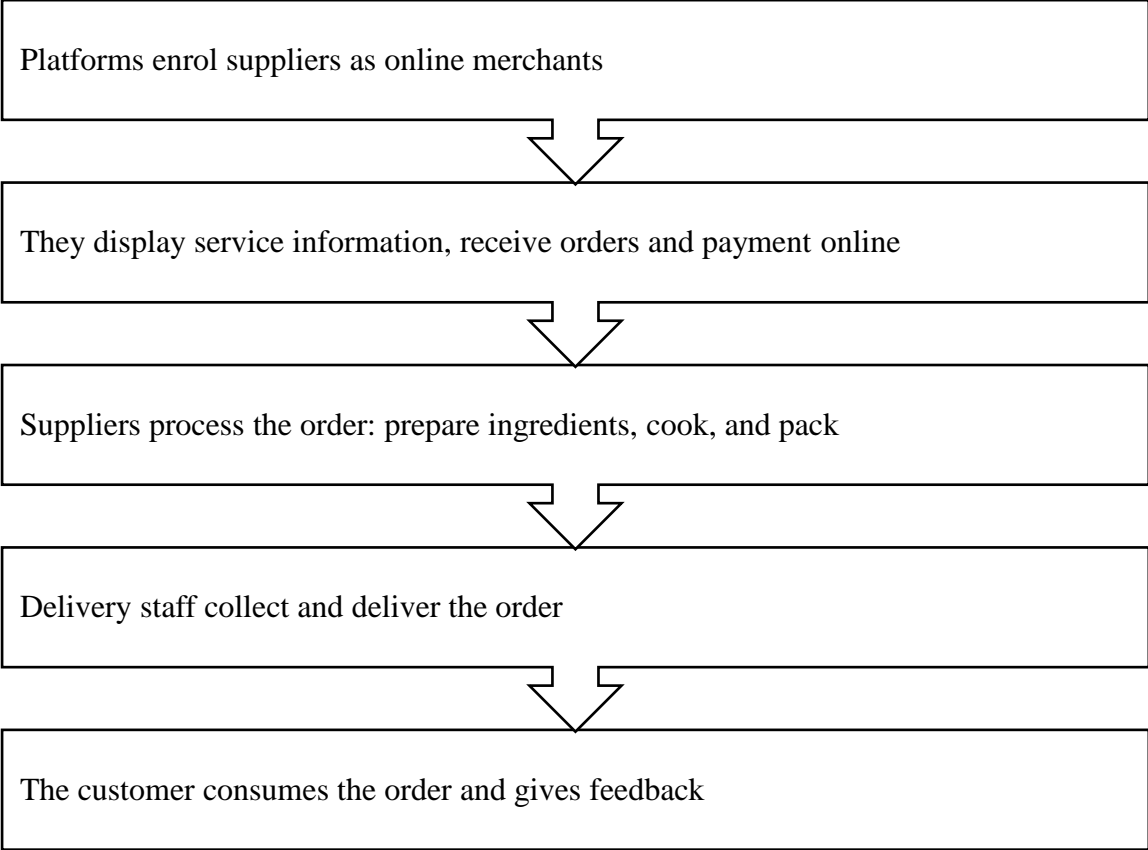 Platforms enrol suppliers as online merchants
They display service information, receive orders and payment online
Suppliers process the order: prepare ingredients, cook, and pack
Delivery staff collect and deliver the order
The customer consumes the order and gives feedback